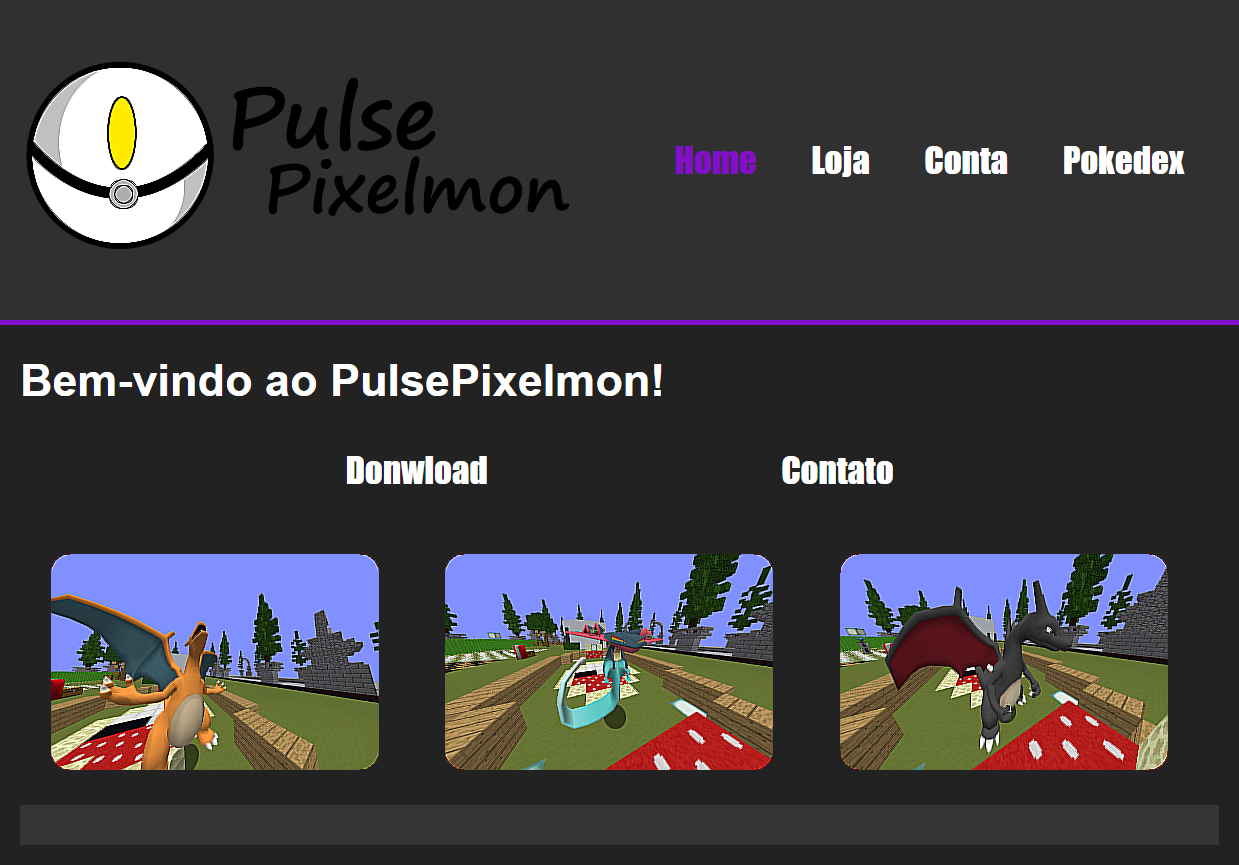 Pulse
Pixelmon
Home Loja Conta Pokedex
Bem-vindo ao PulsePixelmon!
Donwload Contato